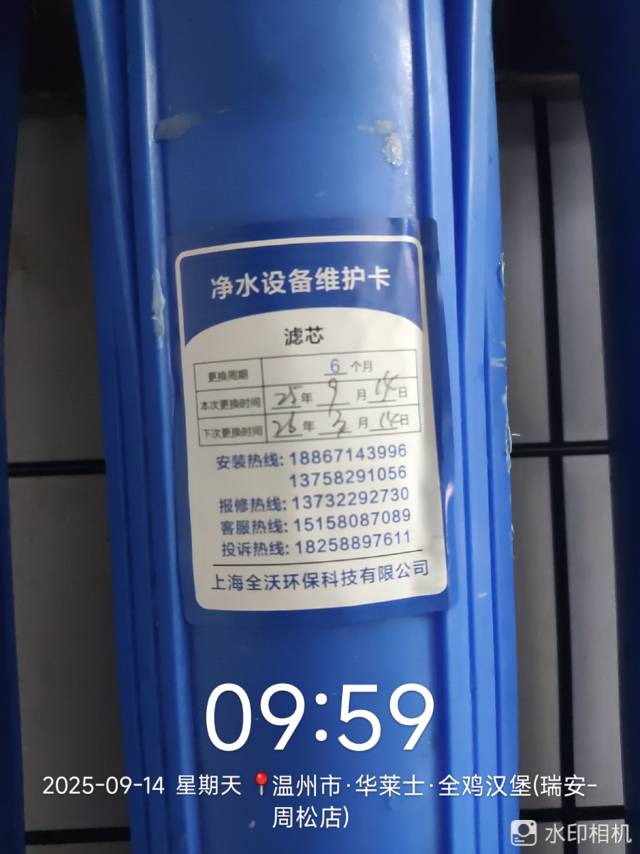 净水设备维护卡
滤芯
更换周期 6 个月
本次更换时间 25 年 9 月 14 日
下次更换时间 26 年 3 月 14 日
安装热线: 18867143996
13758291056
报修热线: 13732292730
客服热线: 15158087089
投诉热线: 18258897611
上海全沃环保科技有限公司
09:59
2025-09-14 星期天 温州市·华莱士·全鸡汉堡(瑞安-
周松店)
水印相机